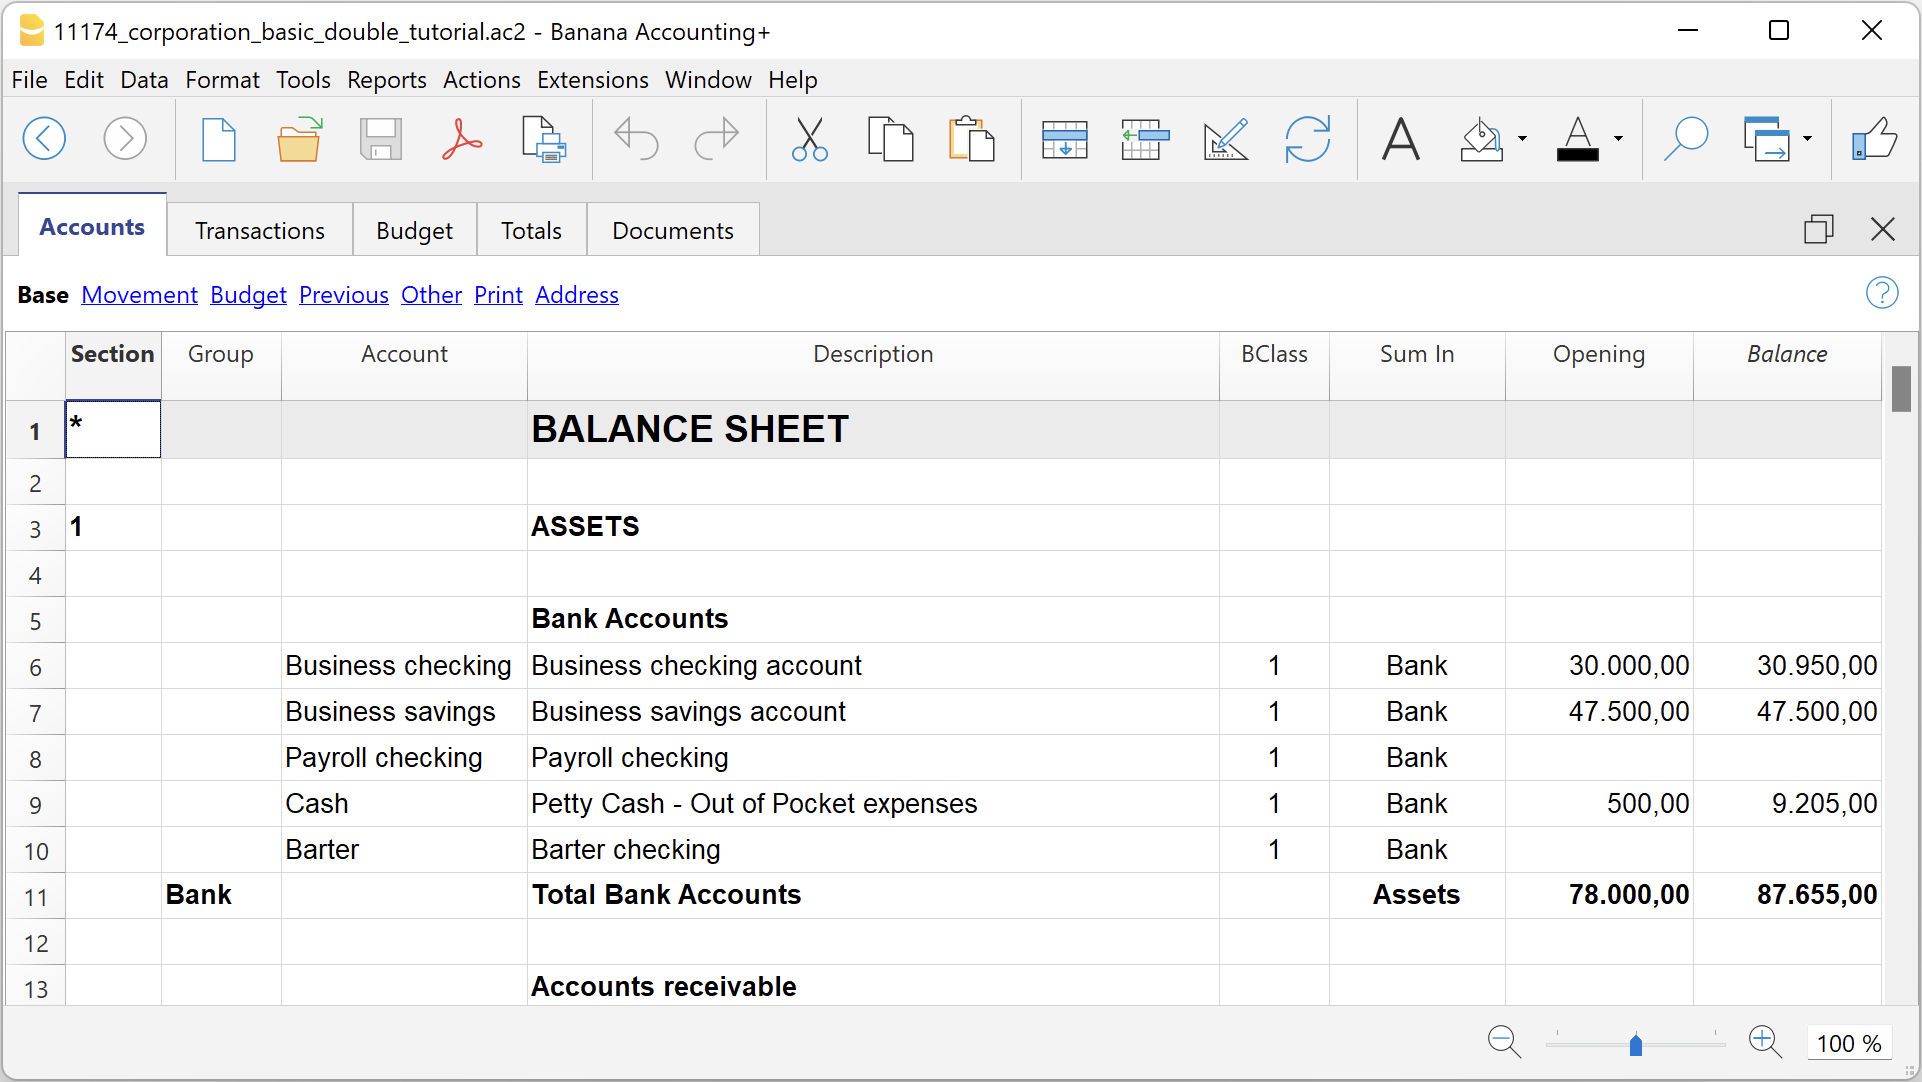 11174_corporation_basic_double_tutorial.ac2 - Banana Accounting+
File Edit Data Format Tools Reports Actions Extensions Window Help
Accounts Transactions Budget Totals Documents
Base Movement Budget Previous Other Print Address
Section Group Account Description BClass Sum In Opening Balance
1 * BALANCE SHEET
2
3 1 ASSETS
4
5 Bank Accounts
6 Business checking Business checking account 1 Bank 30.000,00 30.950,00
7 Business savings Business savings account 1 Bank 47.500,00 47.500,00
8 Payroll checking Payroll checking 1 Bank
9 Cash Petty Cash - Out of Pocket expenses 1 Bank 500,00 9.205,00
10 Barter Barter checking 1 Bank
11 Bank Total Bank Accounts Assets 78.000,00 87.655,00
12
13 Accounts receivable
100 %